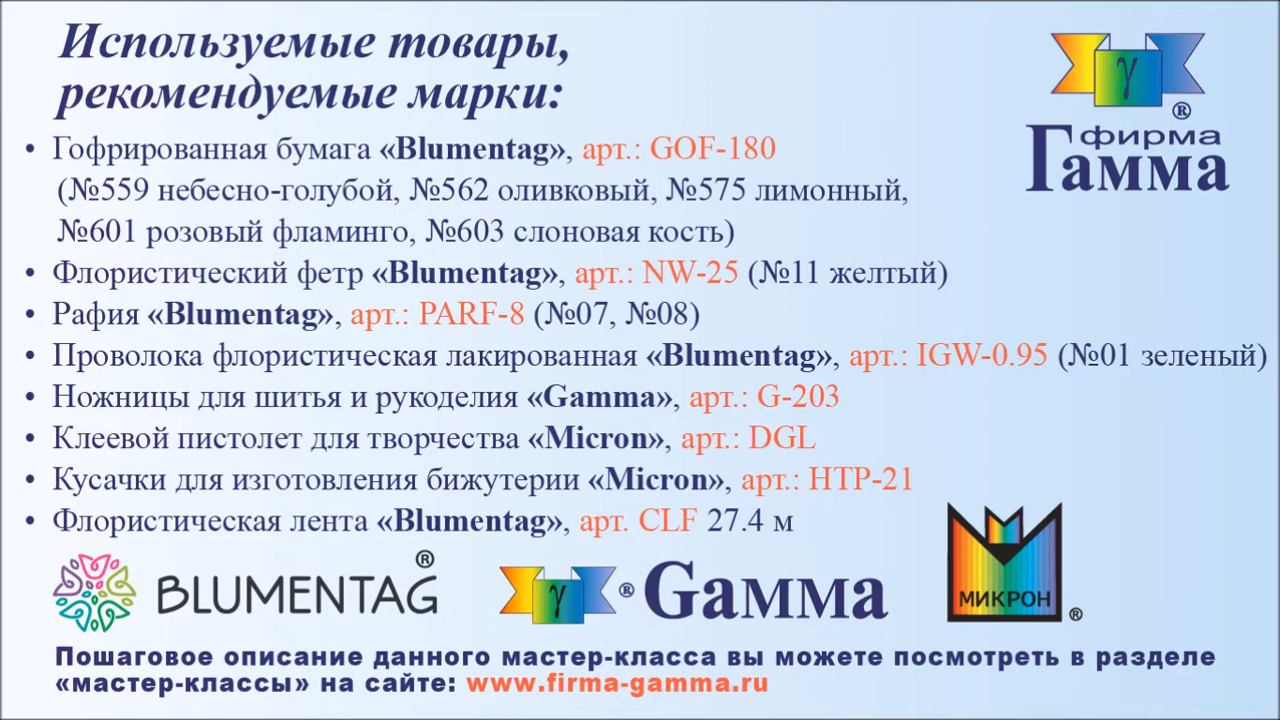 Используемые товары,
рекомендуемые марки:
γ
®
фирма
Гамма
• Гофрированная бумага «Blumentag», арт.: GOF-180
(№559 небесно-голубой, №562 оливковый, №575 лимонный,
№601 розовый фламинго, №603 слоновая кость)
• Флористический фетр «Blumentag», арт.: NW-25 (№11 желтый)
• Рафия «Blumentag», арт.: PARF-8 (№07, №08)
• Проволока флористическая лакированная «Blumentag», арт.: IGW-0.95 (№01 зеленый)
• Ножницы для шитья и рукоделия «Gamma», арт.: G-203
• Клеевой пистолет для творчества «Micron», арт.: DGL
• Кусачки для изготовления бижутерии «Micron», арт.: HTP-21
• Флористическая лента «Blumentag», арт. CLF 27.4 м
BLUMENTAG®
γ ® Gамма
МИКРОН ®
Пошаговое описание данного мастер-класса вы можете посмотреть в разделе
«мастер-классы» на сайте: www.firma-gamma.ru